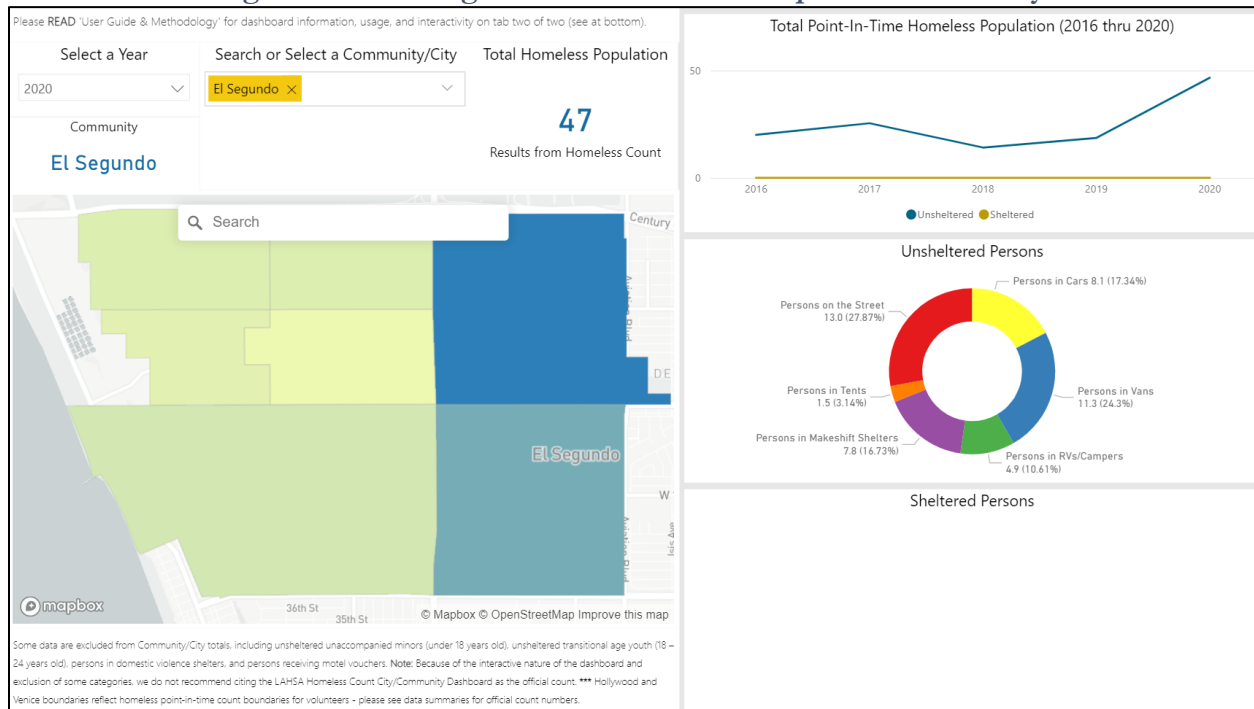 Please READ 'User Guide & Methodology' for dashboard information, usage, and interactivity on tab two of two (see at bottom).
Select a Year
2020
Search or Select a Community/City
El Segundo ×
Total Homeless Population
47
Results from Homeless Count
Community
El Segundo
Search
Century
Aviation Blvd
DE
El Segundo
W
Aviation Blvd
Isis Ave
36th St
35th St
mapbox
© Mapbox © OpenStreetMap Improve this map
Some data are excluded from Community/City totals, including unsheltered unaccompanied minors (under 18 years old), unsheltered transitional age youth (18 –
24 years old), persons in domestic violence shelters, and persons receiving motel vouchers. Note: Because of the interactive nature of the dashboard and
exclusion of some categories, we do not recommend citing the LAHSA Homeless Count City/Community Dashboard as the official count. *** Hollywood and
Venice boundaries reflect homeless point-in-time count boundaries for volunteers - please see data summaries for official count numbers.
Total Point-In-Time Homeless Population (2016 thru 2020)
50
0
2016 2017 2018 2019 2020
Unsheltered Sheltered
Unsheltered Persons
Persons in Cars 8.1 (17.34%)
Persons on the Street
13.0 (27.87%)
Persons in Tents
1.5 (3.14%)
Persons in Vans
11.3 (24.3%)
Persons in Makeshift Shelters
7.8 (16.73%)
Persons in RVs/Campers
4.9 (10.61%)
Sheltered Persons